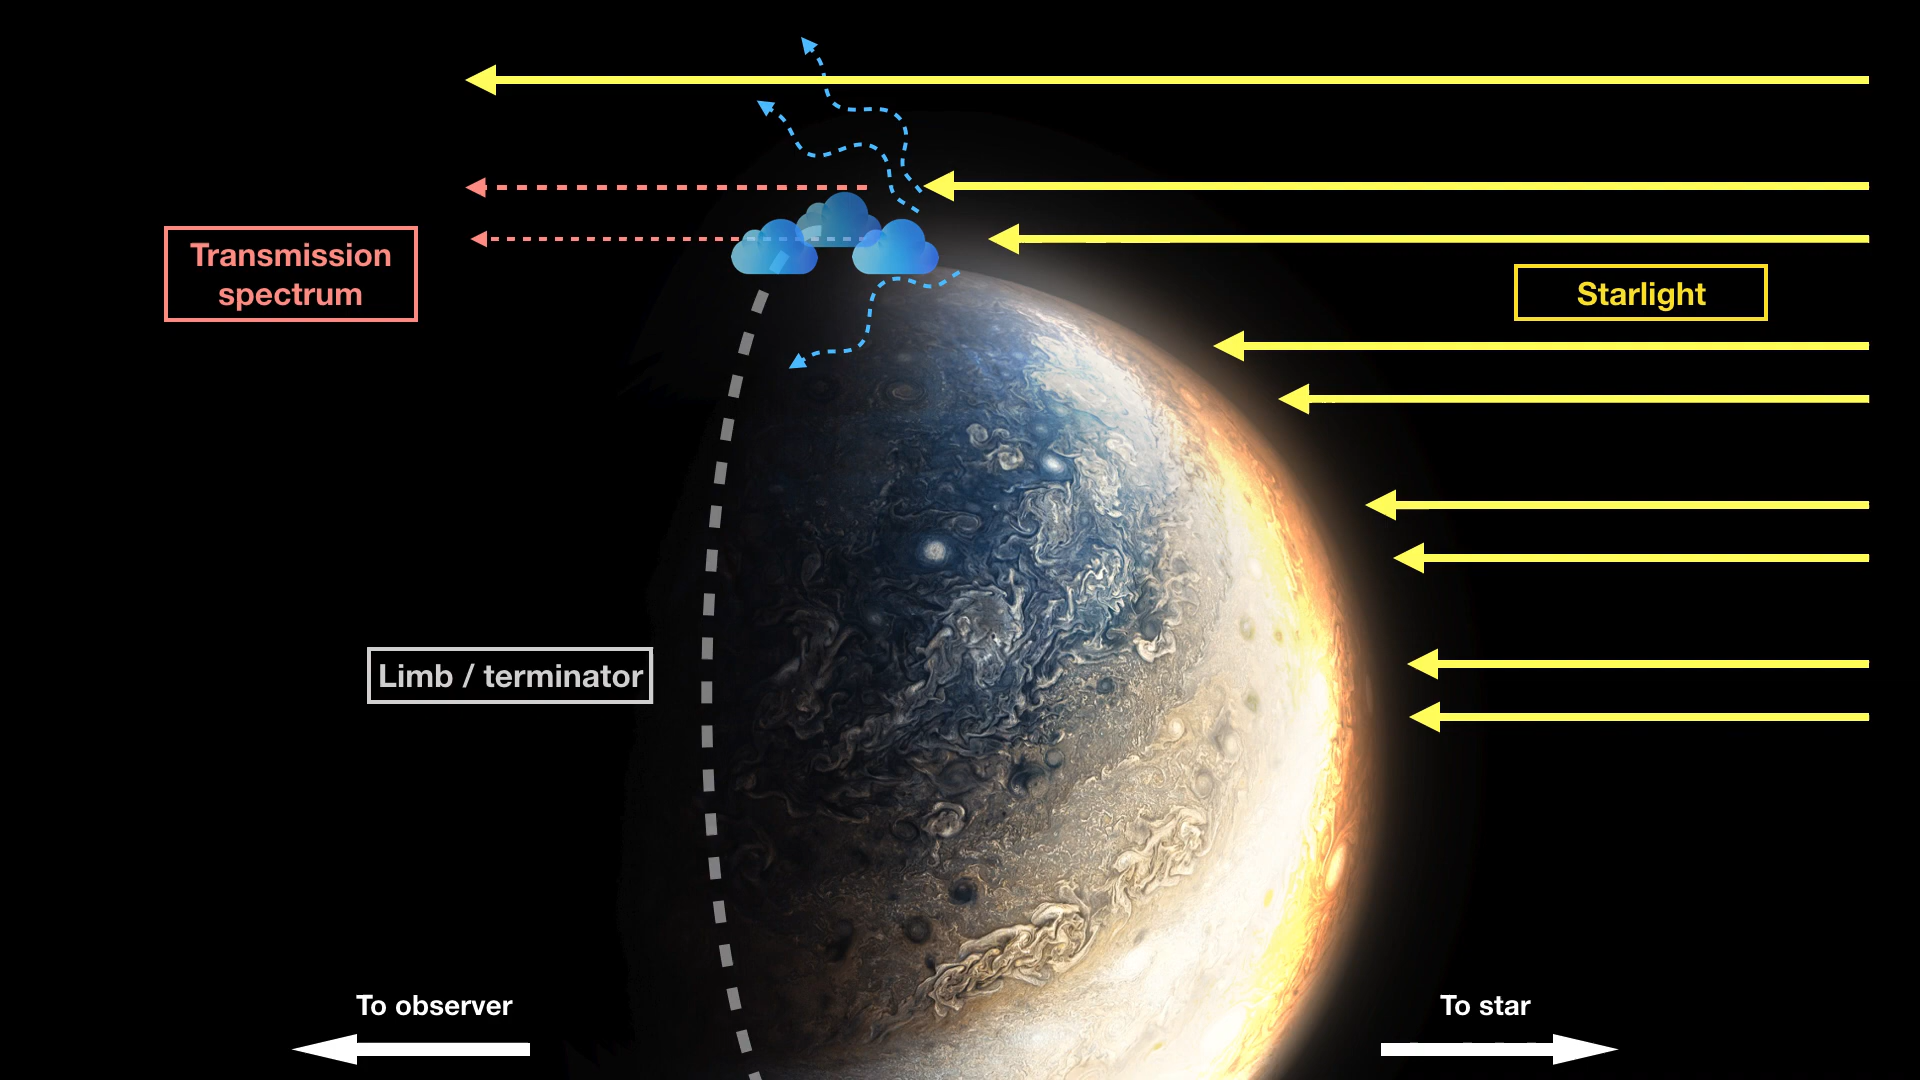 Transmission
spectrum
Starlight
Limb / terminator
To observer
To star